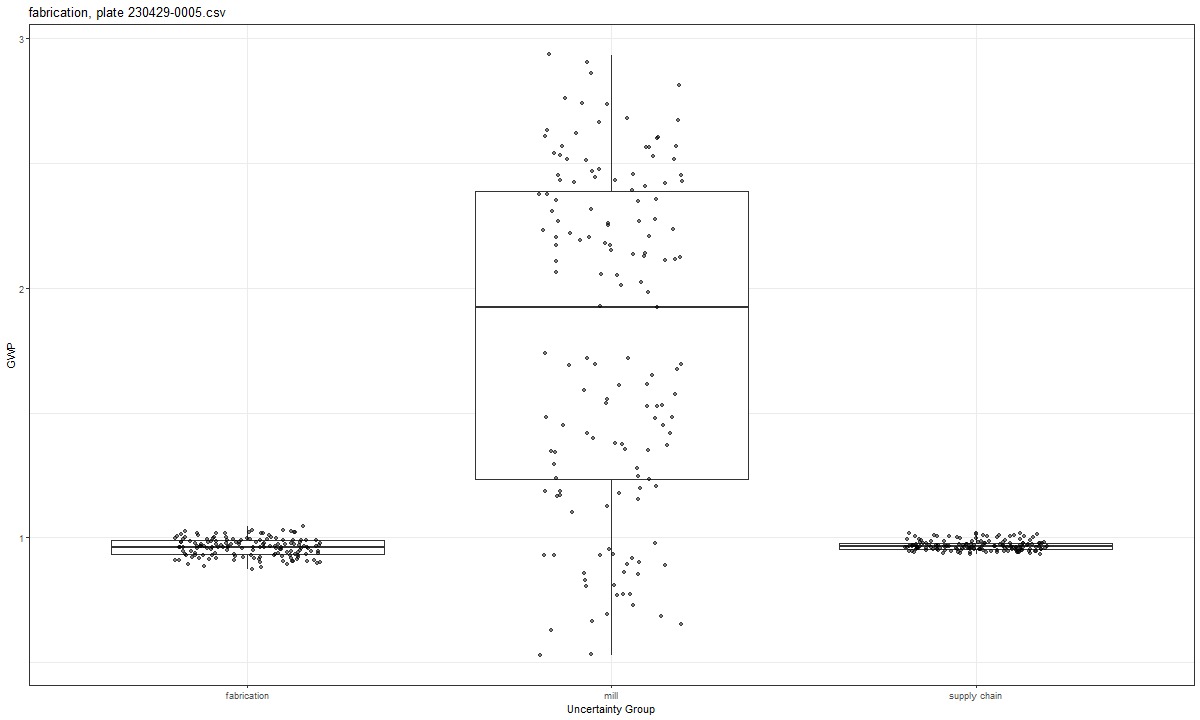 fabrication, plate 230429-0005.csv
3
2
1
GWP
fabrication
mill
supply chain
Uncertainty Group